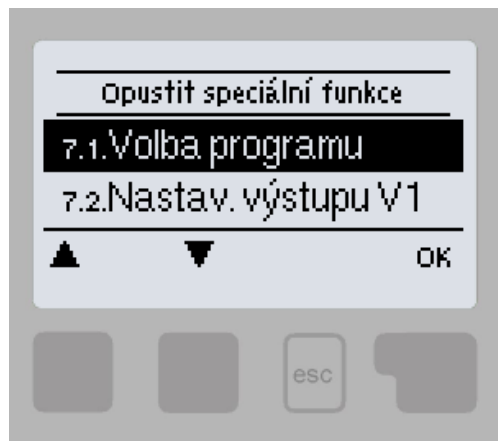 Opustit speciální funkce
7.1.Volba programu
7.2.Nastav. výstupu V1
OK
esc